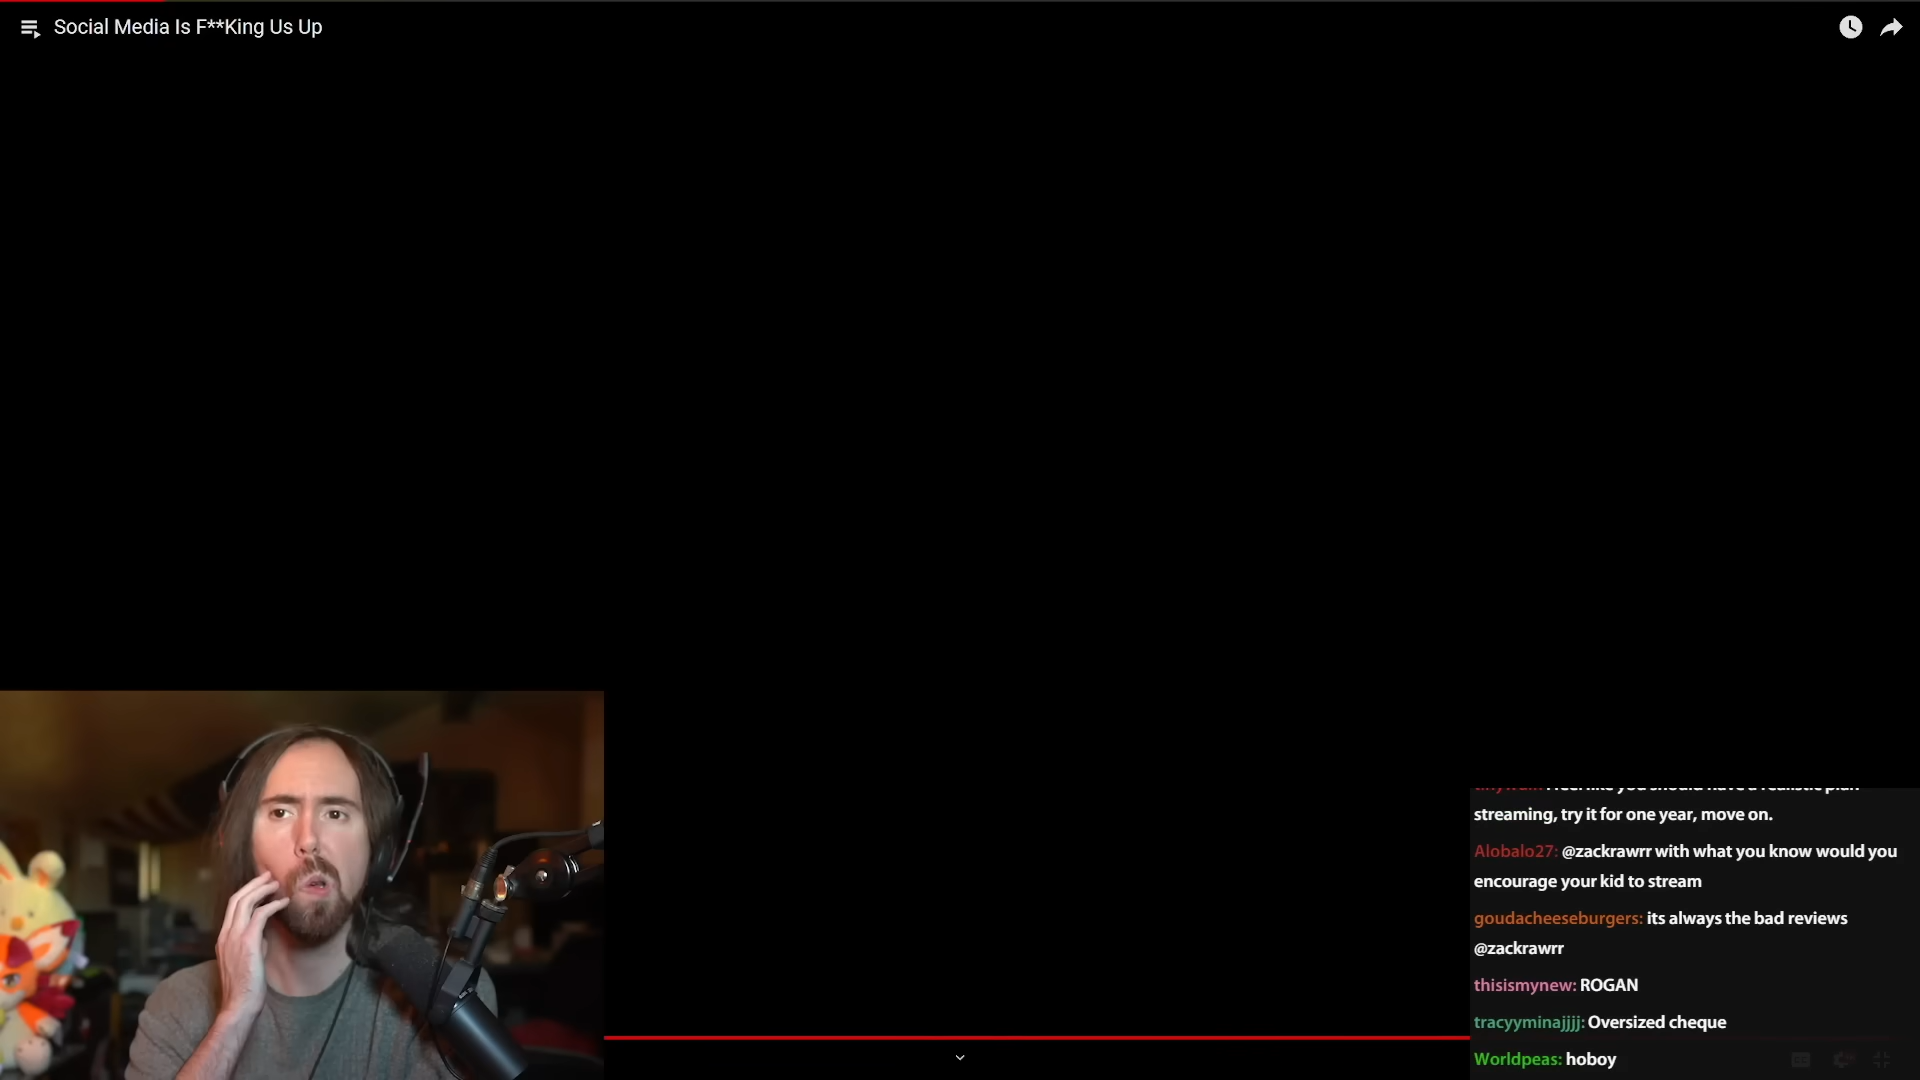 Social Media Is F**King Us Up
streaming, try it for one year, move on.
Alobalo27: @zackrawrr with what you know would you
encourage your kid to stream
goudacheeseburgers: its always the bad reviews
@zackrawrr
thisismynew: ROGAN
tracyyminajjjj: Oversized cheque
Worldpeas: hoboy